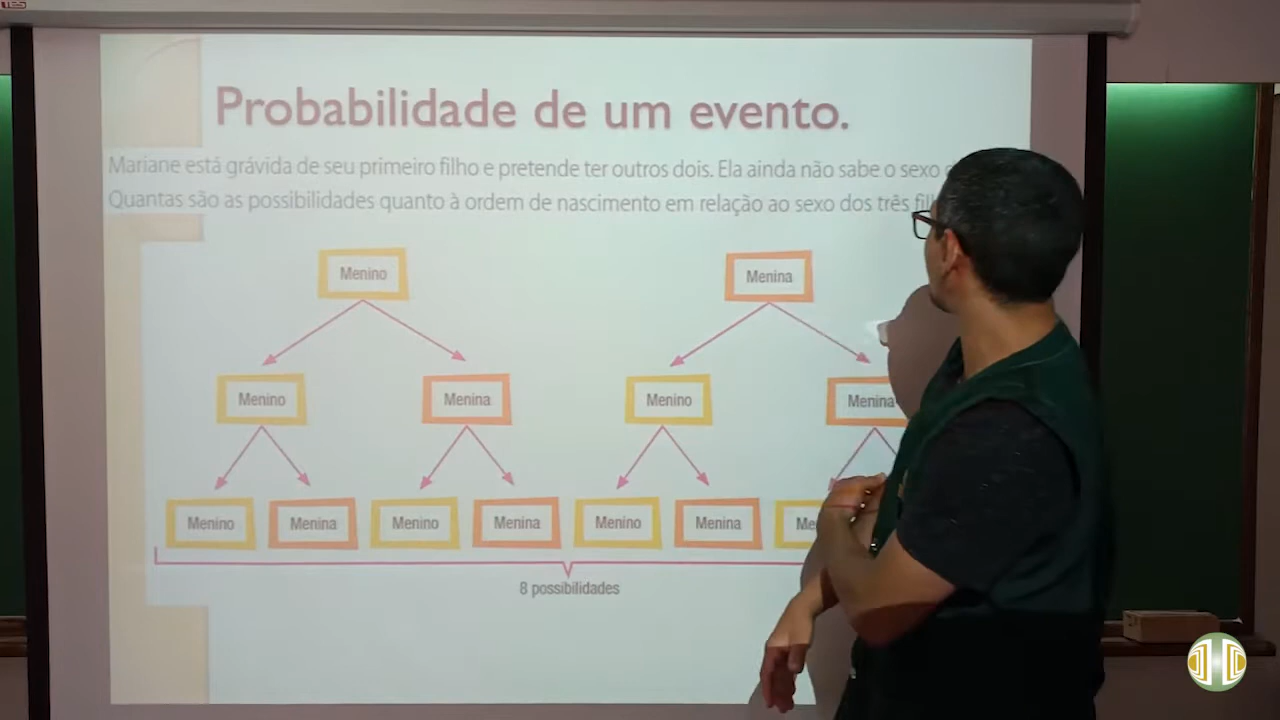 Probabilidade de um evento.
Mariane está grávida de seu primeiro filho e pretende ter outros dois. Ela ainda não sabe o sexo
Quantas são as possibilidades quanto à ordem de nascimento em relação ao sexo dos três
Menino Menina
Menino Menina Menino Menina
Menino Menina Menino Menina Menino Menina
8 possibilidades